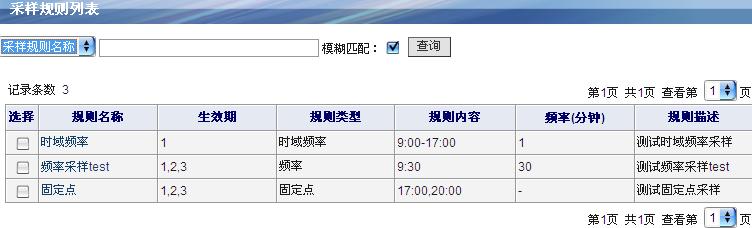 采样规则列表
采样规则名称 模糊匹配： 查询
记录条数 3 第1页 共1页 查看第 1 页
选择 规则名称 生效期 规则类型 规则内容 频率(分钟) 规则描述
时域频率 1 时域频率 9:00-17:00 1 测试时域频率采样
频率采样test 1,2,3 频率 9:30 30 测试频率采样test
固定点 1,2,3 固定点 17:00,20:00 - 测试固定点采样
第1页 共1页 查看第 1 页